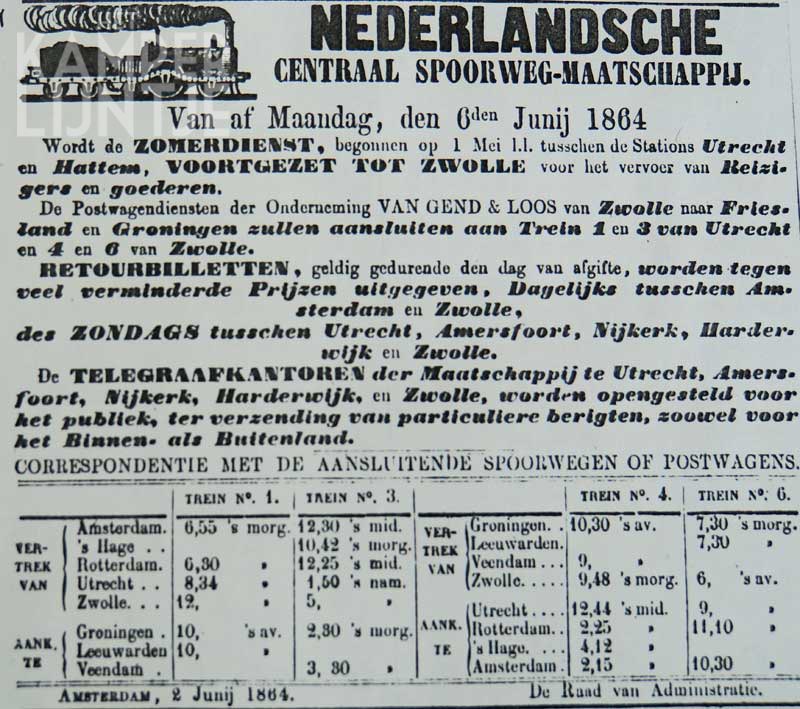 KAMPER
LIJNTJE
NEDERLANDSCHE
CENTRAAL SPOORWEG-MAATSCHAPPIJ.
Van af Maandag, den 6den Junij 1864
Wordt de ZOMERDIENST, begonnen op 1 Mei l.l. tusschen de Stations Utrecht
en Hattem, VOORTGEZET TOT ZWOLLE voor het vervoer van Reizi-
gers en goederen.
De Postwagendiensten der Onderneming VAN GEND & LOOS van Zwolle naar Fries-
land en Groningen zullen aansluiten aan Trein 1 en 3 van Utrecht
en 4 en 6 van Zwolle.
RETOURBILLETTEN, geldig gedurende den dag van afgifte, worden tegen
veel verminderde Prijzen uitgegeven, Dagelijks tusschen Am-
sterdam en Zwolle,
des ZONDAGS tusschen Utrecht, Amersfoort, Nijkerk, Harder-
wijk en Zwolle.
De TELEGRAAFKANTOREN der Maatschappij te Utrecht, Amers-
foort, Nijkerk, Harderwijk, en Zwolle, worden opengesteld voor
het publiek, ter verzending van particuliere berigten, zoowel voor
het Binnen- als Buitenland.
CORRESPONDENTIE MET DE AANSLUITENDE SPOORWEGEN OF POSTWAGENS.
TREIN No. 1. TREIN No. 3. TREIN No. 4. TREIN No. 6.
VER-
TREK
VAN
Amsterdam. 6,55 's morg. 12,30 's mid.
's Hage . . 10,42 's morg.
Rotterdam. 6,30 » 12,25 's mid.
Utrecht . . 8,34 » 1,50 's nam.
Zwolle. . . 12, » 5, »
AANK.
TE
Groningen . 10, 's av. 2,30 's morg.
Leeuwarden 10, »
Veendam . 3, 30 »
VER-
TREK
VAN
Groningen. . 10,30 's av. 7,30 's morg.
Leeuwarden. 7,30 »
Veendam . . . 9, »
Zwolle. . . . . 9,48 's morg. 6, 's av.
AANK.
TE
Utrecht . . . . 12,44 's mid. 9, »
Rotterdam. . 2,25 » 11,10 »
's Hage. . . . 4,12 »
Amsterdam. 2,15 » 10,30 »
AMSTERDAM, 2 Junij 1864. De Raad van Administratie.